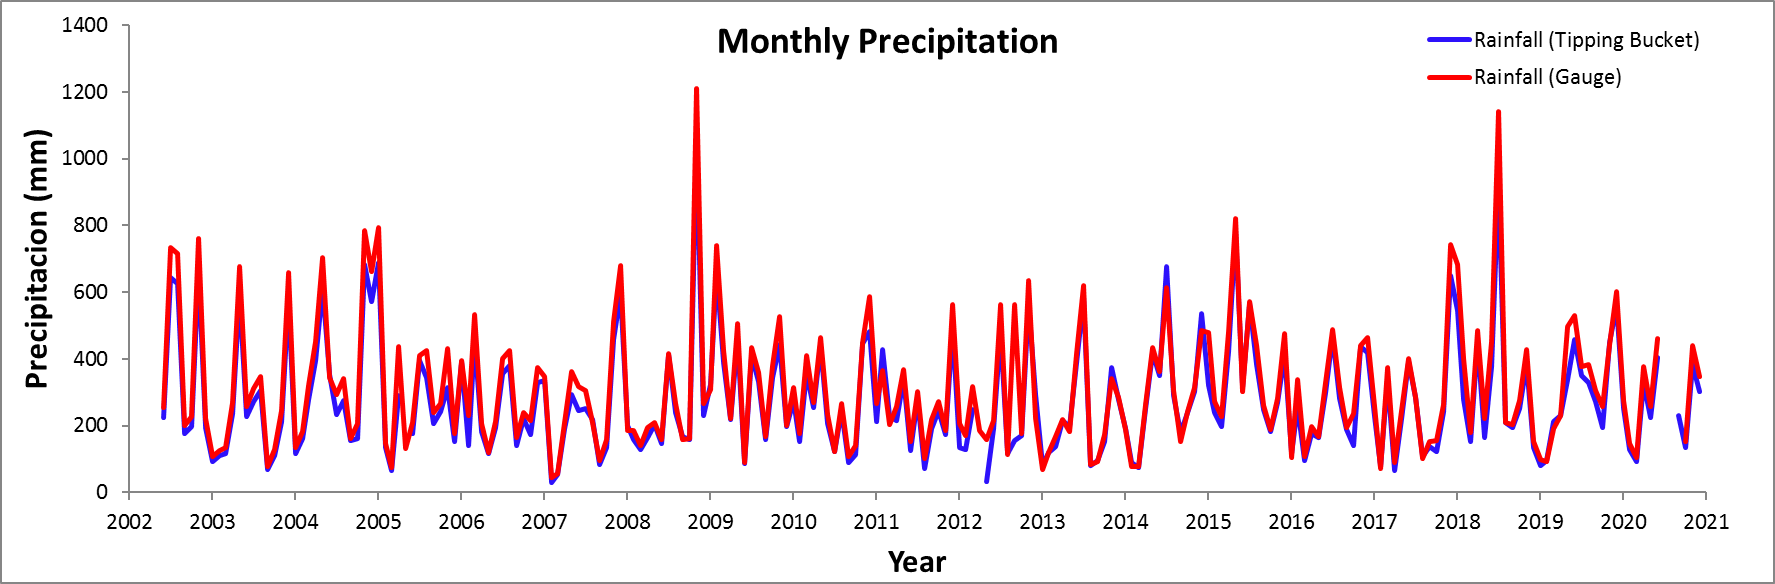 Monthly Precipitation
Rainfall (Tipping Bucket)
Rainfall (Gauge)
Precipitacion (mm)
1400
1200
1000
800
600
400
200
0
2002 2003 2004 2005 2006 2007 2008 2009 2010 2011 2012 2013 2014 2015 2016 2017 2018 2019 2020 2021
Year